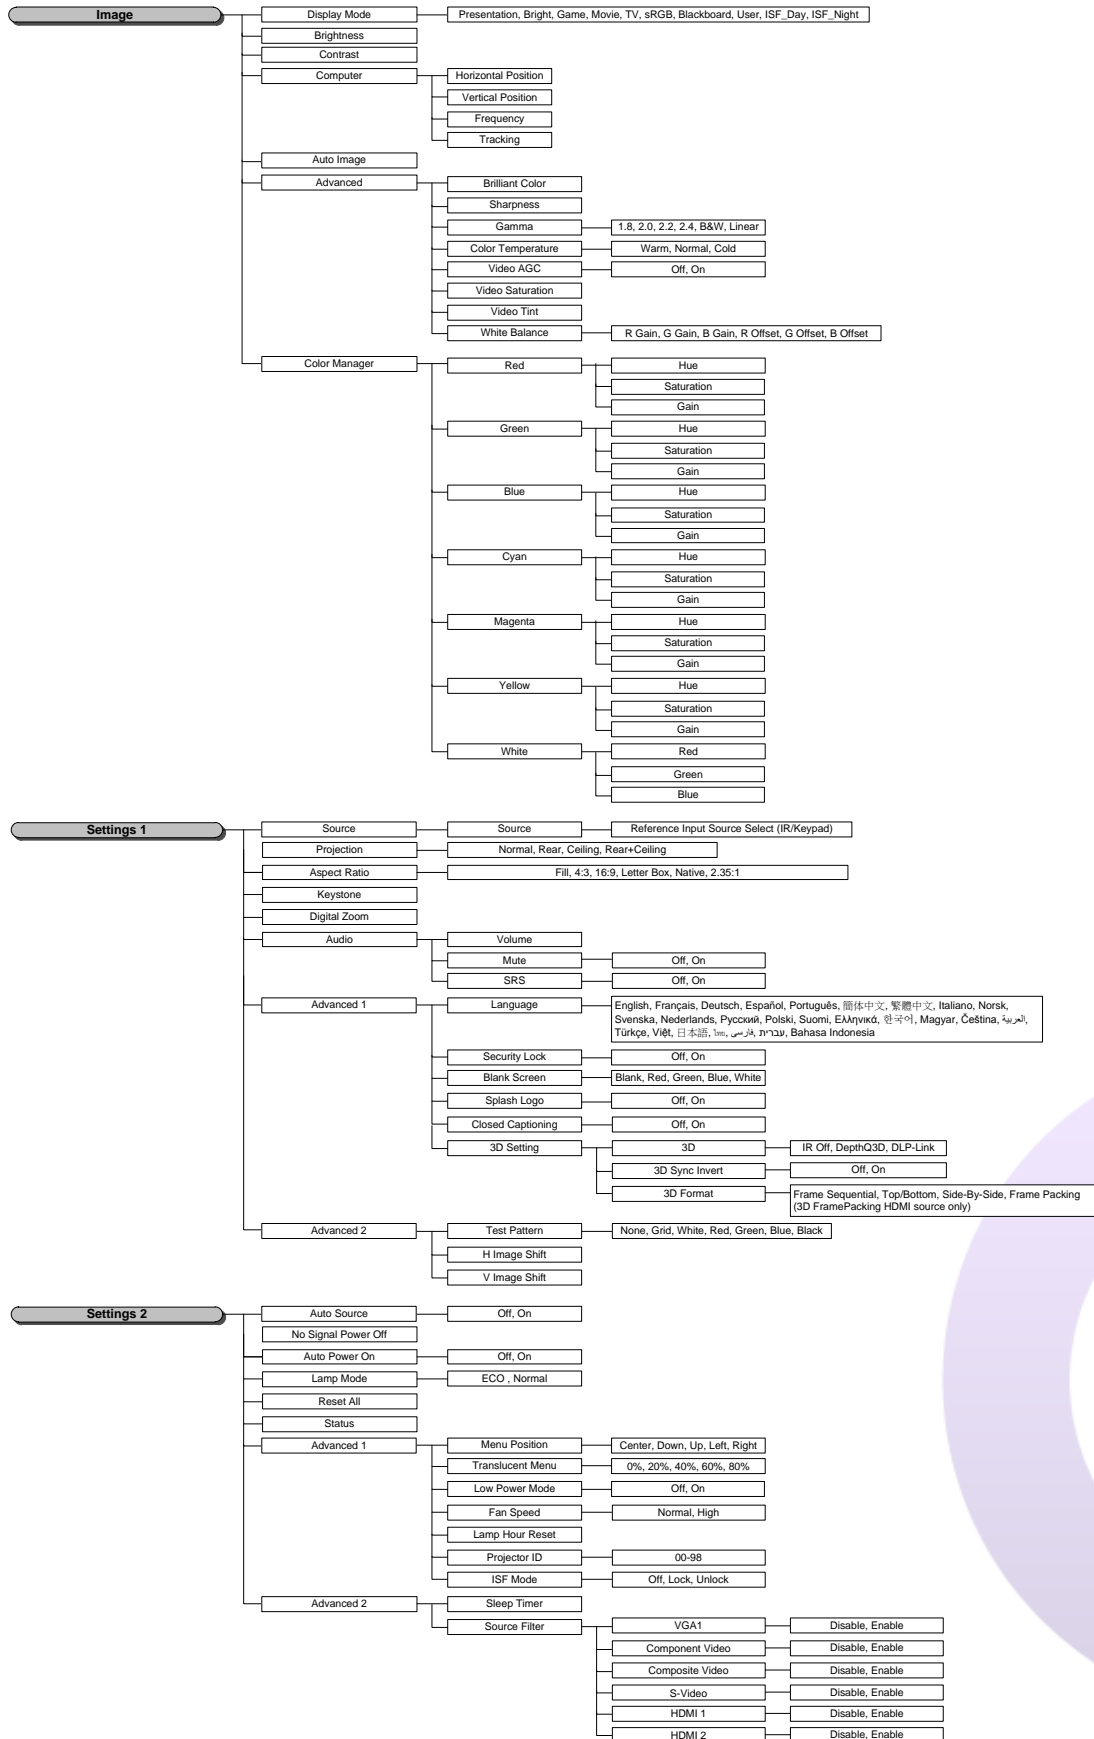 Image
Display Mode
Presentation, Bright, Game, Movie, TV, sRGB, Blackboard, User, ISF_Day, ISF_Night
Brightness
Contrast
Computer
Horizontal Position
Vertical Position
Frequency
Tracking
Auto Image
Advanced
Brilliant Color
Sharpness
Gamma
1.8, 2.0, 2.2, 2.4, B&W, Linear
Color Temperature
Warm, Normal, Cold
Video AGC
Off, On
Video Saturation
Video Tint
White Balance
R Gain, G Gain, B Gain, R Offset, G Offset, B Offset
Color Manager
Red
Hue
Saturation
Gain
Green
Hue
Saturation
Gain
Blue
Hue
Saturation
Gain
Cyan
Hue
Saturation
Gain
Magenta
Hue
Saturation
Gain
Yellow
Hue
Saturation
Gain
White
Red
Green
Blue
Settings 1
Source
Source
Reference Input Source Select (IR/Keypad)
Projection
Normal, Rear, Ceiling, Rear+Ceiling
Aspect Ratio
Fill, 4:3, 16:9, Letter Box, Native, 2.35:1
Keystone
Digital Zoom
Audio
Volume
Mute
Off, On
SRS
Off, On
Advanced 1
Language
English, Français, Deutsch, Español, Português, 簡体中文, 繁體中文, Italiano, Norsk,
Svenska, Nederlands, Русский, Polski, Suomi, Ελληνικά, 한국어, Magyar, Čeština, العربية,
Türkçe, Việt, 日本語, ไทย, فارسی, עברית, Bahasa Indonesia
Security Lock
Off, On
Blank Screen
Blank, Red, Green, Blue, White
Splash Logo
Off, On
Closed Captioning
Off, On
3D Setting
3D
IR Off, DepthQ3D, DLP-Link
3D Sync Invert
Off, On
3D Format
Frame Sequential, Top/Bottom, Side-By-Side, Frame Packing
(3D FramePacking HDMI source only)
Advanced 2
Test Pattern
None, Grid, White, Red, Green, Blue, Black
H Image Shift
V Image Shift
Settings 2
Auto Source
Off, On
No Signal Power Off
Auto Power On
Off, On
Lamp Mode
ECO , Normal
Reset All
Status
Advanced 1
Menu Position
Center, Down, Up, Left, Right
Translucent Menu
0%, 20%, 40%, 60%, 80%
Low Power Mode
Off, On
Fan Speed
Normal, High
Lamp Hour Reset
Projector ID
00-98
ISF Mode
Off, Lock, Unlock
Advanced 2
Sleep Timer
Source Filter
VGA1
Disable, Enable
Component Video
Disable, Enable
Composite Video
Disable, Enable
S-Video
Disable, Enable
HDMI 1
Disable, Enable
HDMI 2
Disable, Enable